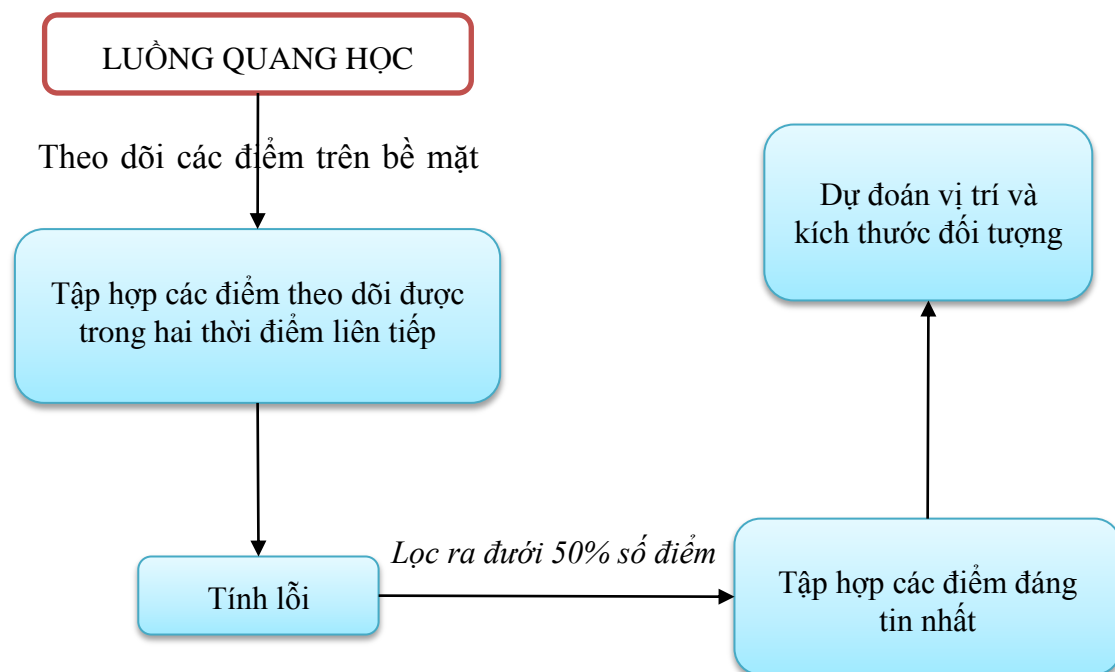 LUỒNG QUANG HỌC
Theo dõi các điểm trên bề mặt
Tập hợp các điểm theo dõi được
trong hai thời điểm liên tiếp
Tính lỗi
Lọc ra đưới 50% số điểm
Tập hợp các điểm đáng
tin nhất
Dự đoán vị trí và
kích thước đối tượng